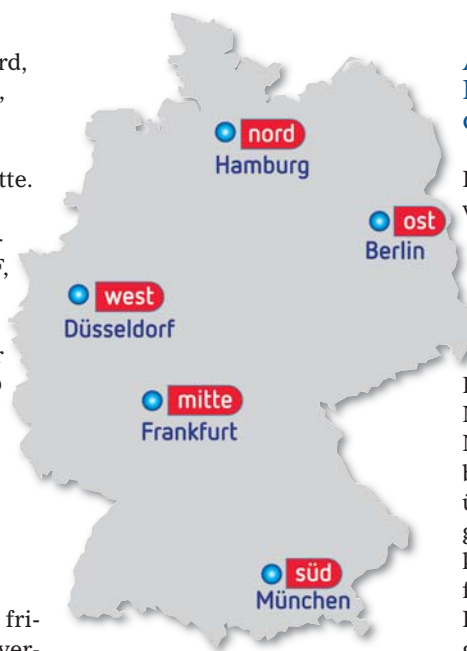 nord
Hamburg
ost
Berlin
west
Düsseldorf
mitte
Frankfurt
süd
München